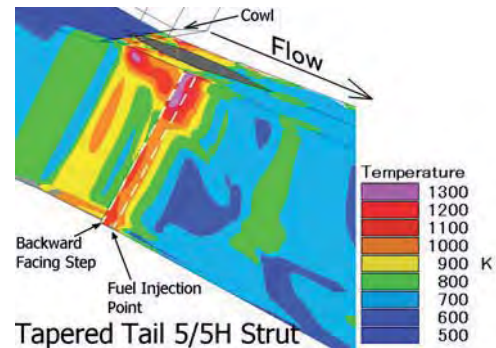 Cowl
Flow
Temperature
1300
1200
1100
1000
900 K
800
700
600
500
Backward
Facing Step
Fuel Injection
Point
Tapered Tail 5/5H Strut